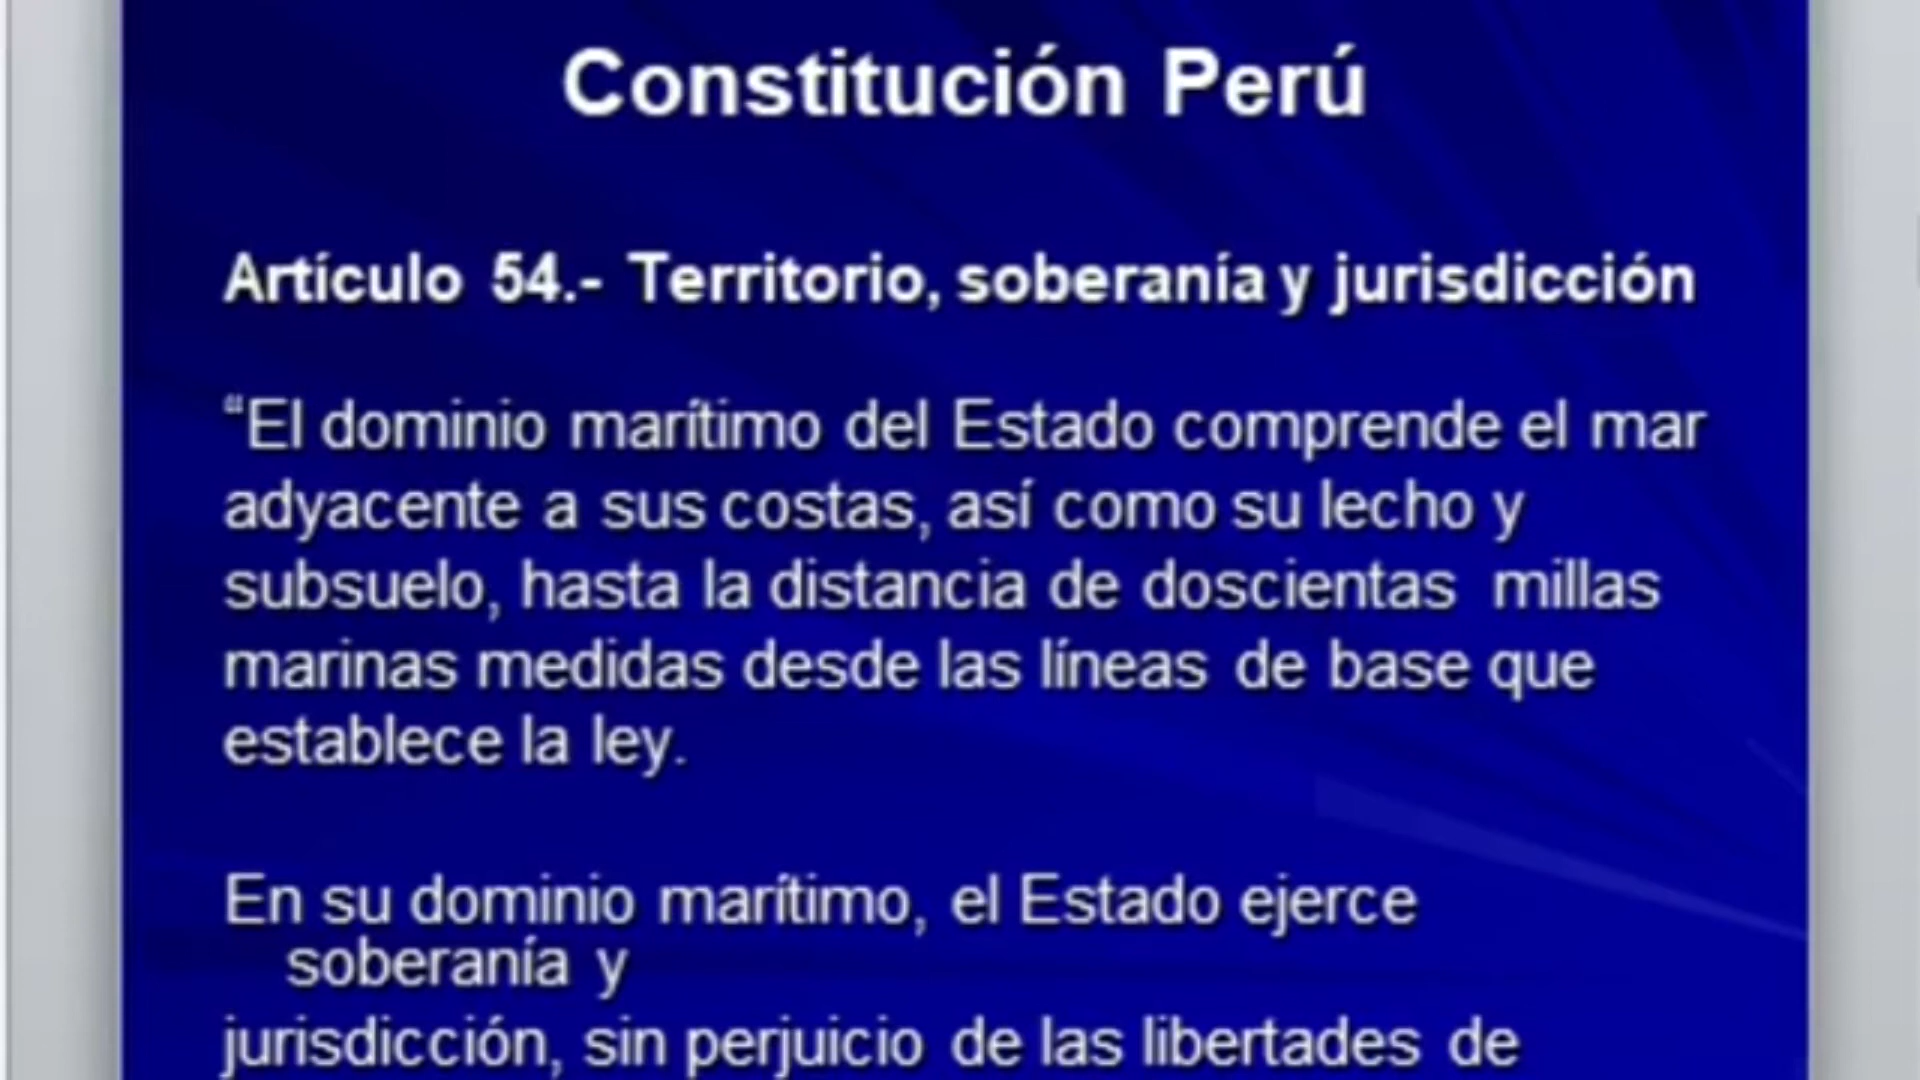 Constitución Perú
Artículo 54.- Territorio, soberanía y jurisdicción
“El dominio marítimo del Estado comprende el mar
adyacente a sus costas, así como su lecho y
subsuelo, hasta la distancia de doscientas millas
marinas medidas desde las líneas de base que
establece la ley.
En su dominio marítimo, el Estado ejerce
soberanía y
jurisdicción, sin perjuicio de las libertades de